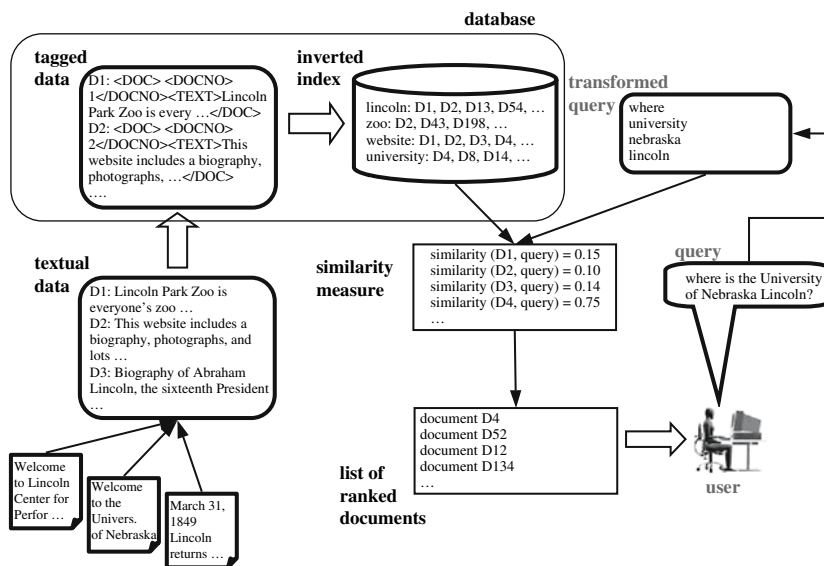 database
tagged
data
D1: <DOC> <DOCNO>
1</DOCNO><TEXT>Lincoln
Park Zoo is every …</DOC>
D2: <DOC> <DOCNO>
2</DOCNO><TEXT>This
website includes a biography,
photographs, …</DOC>
….
inverted
index
lincoln: D1, D2, D13, D54, …
zoo: D2, D43, D198, …
website: D1, D2, D3, D4, …
university: D4, D8, D14, …
transformed
query
where
university
nebraska
lincoln
textual
data
D1: Lincoln Park Zoo is
everyone’s zoo …
D2: This website includes a
biography, photographs, and
lots …
D3: Biography of Abraham
Lincoln, the sixteenth President
…
similarity
measure
similarity (D1, query) = 0.15
similarity (D2, query) = 0.10
similarity (D3, query) = 0.14
similarity (D4, query) = 0.75
…
query
where is the University
of Nebraska Lincoln?
Welcome
to Lincoln
Center for
Perfor …
Welcome
to the
Univers.
of Nebraska
March 31,
1849
Lincoln
returns …
list of
ranked
documents
document D4
document D52
document D12
document D134
…
user